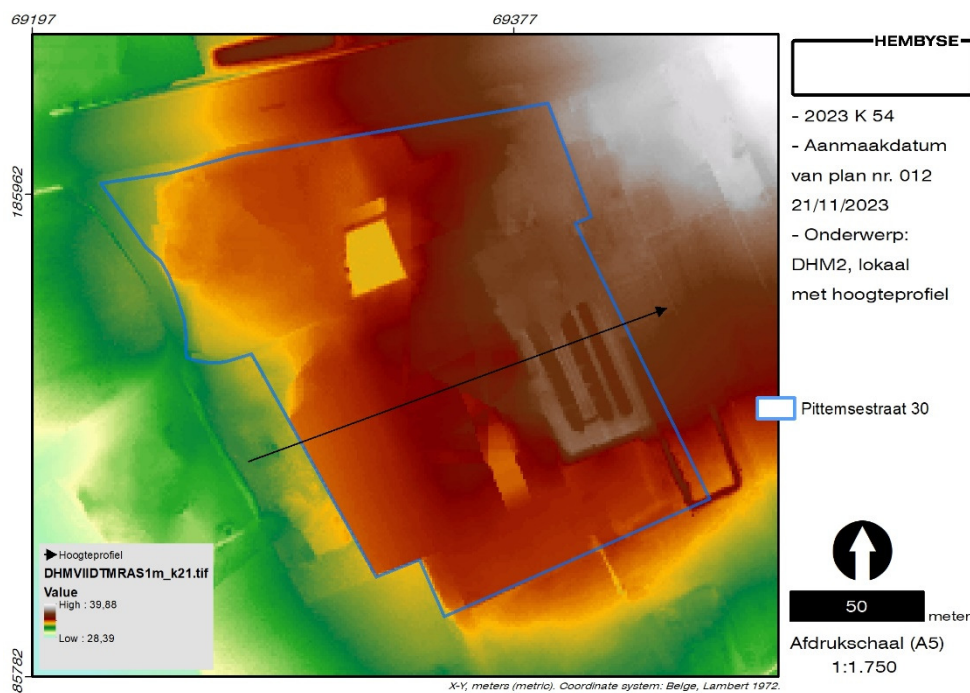 69197
69377
185962
85782
HEMBYSE
- 2023 K 54
- Aanmaakdatum
van plan nr. 012
21/11/2023
- Onderwerp:
DHM2, lokaal
met hoogteprofiel
Pittemsestraat 30
Hoogteprofiel
DHMVIIDTMRAS1m_k21.tif
Value
High : 39,88
Low : 28,39
50
meter
Afdrukschaal (A5)
1:1.750
X-Y, meters (metric). Coordinate system: Belge, Lambert 1972.